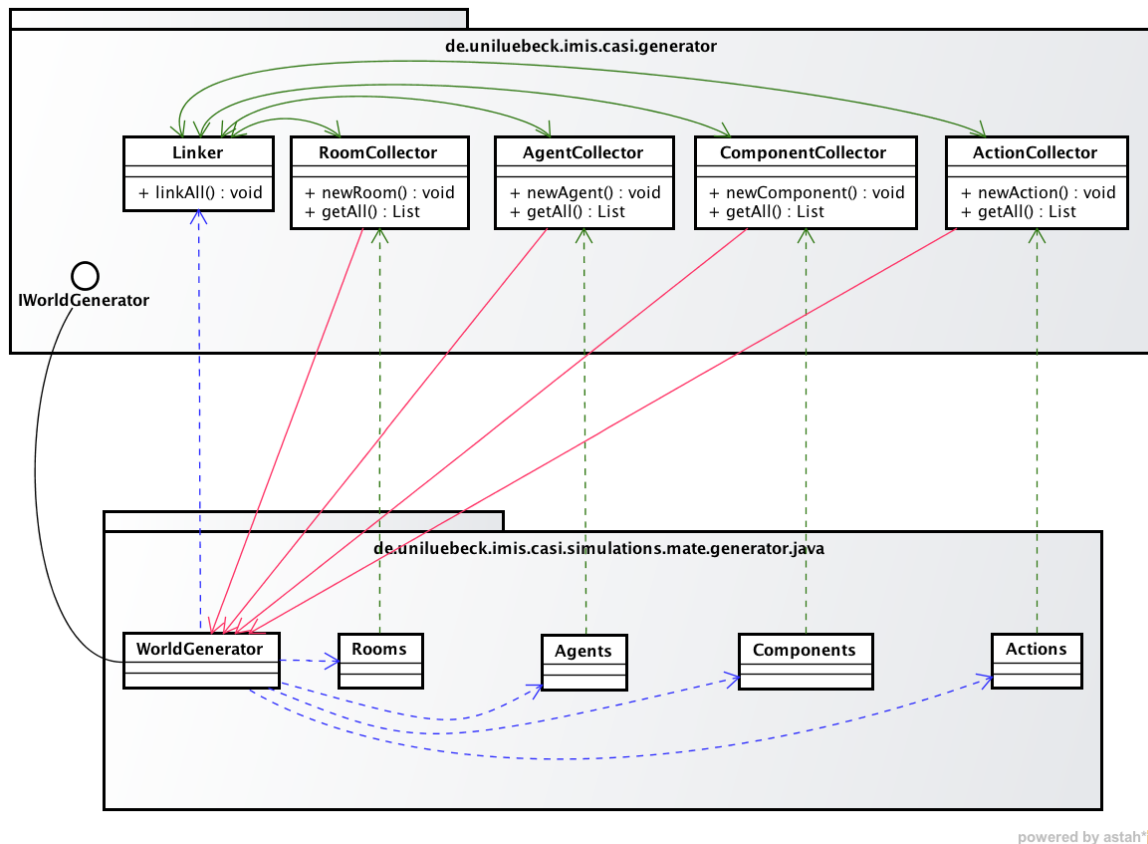 de.uniluebeck.imis.casi.generator
Linker
+ linkAll() : void
RoomCollector
+ newRoom() : void
+ getAll() : List
AgentCollector
+ newAgent() : void
+ getAll() : List
ComponentCollector
+ newComponent() : void
+ getAll() : List
ActionCollector
+ newAction() : void
+ getAll() : List
IWorldGenerator
de.uniluebeck.imis.casi.simulations.mate.generator.java
WorldGenerator
Rooms
Agents
Components
Actions
powered by astah*